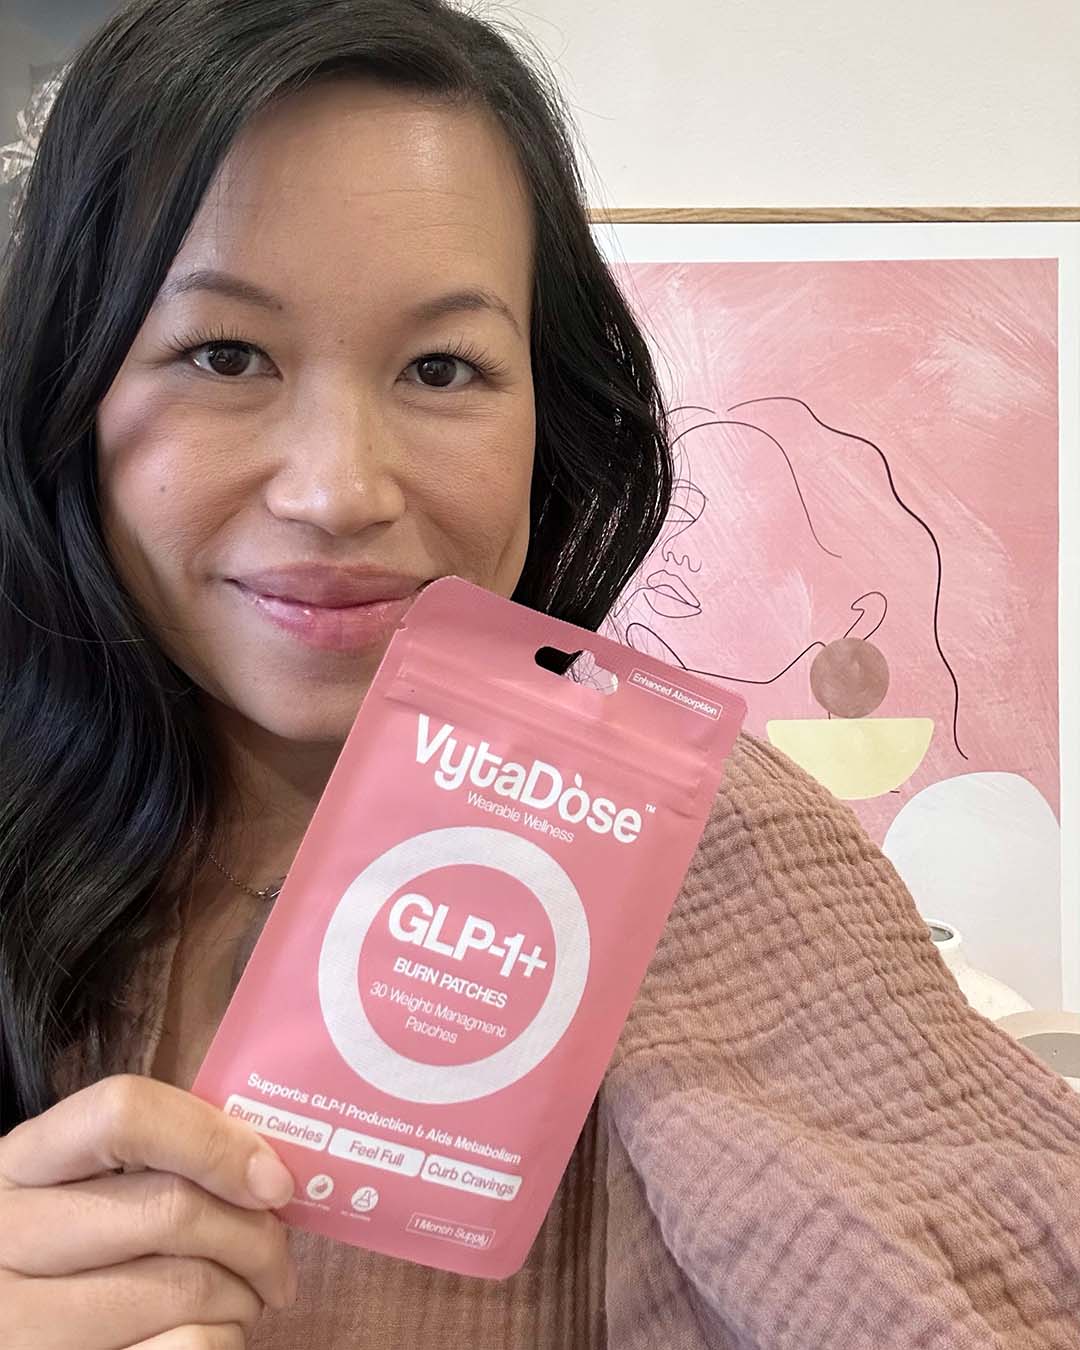 Enhanced Absorption
VytaDòse™
Wearable Wellness
GLP-1+
BURN PATCHES
30 Weight Managment
Patches
Supports GLP-1 Production & Aids Metabolism
Burn Calories Feel Full Curb Cravings
1 Month Supply